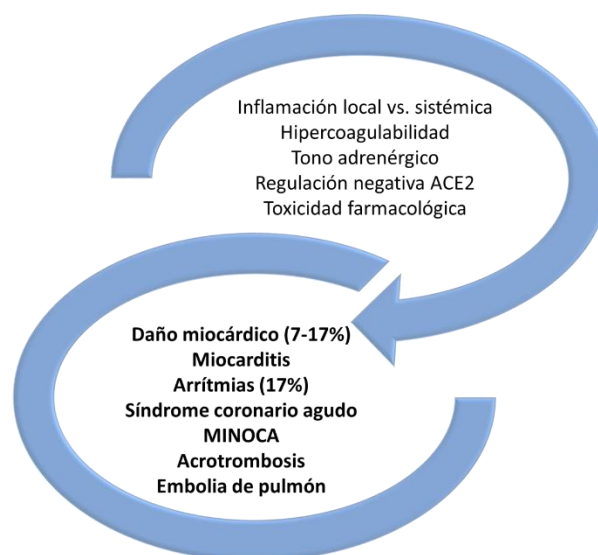 Inflamación local vs. sistémica
Hipercoagulabilidad
Tono adrenérgico
Regulación negativa ACE2
Toxicidad farmacológica
Daño miocárdico (7-17%)
Miocarditis
Arrítmias (17%)
Síndrome coronario agudo
MINOCA
Acrotrombosis
Embolia de pulmón